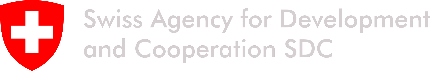 Swiss Agency for Development
and Cooperation SDC